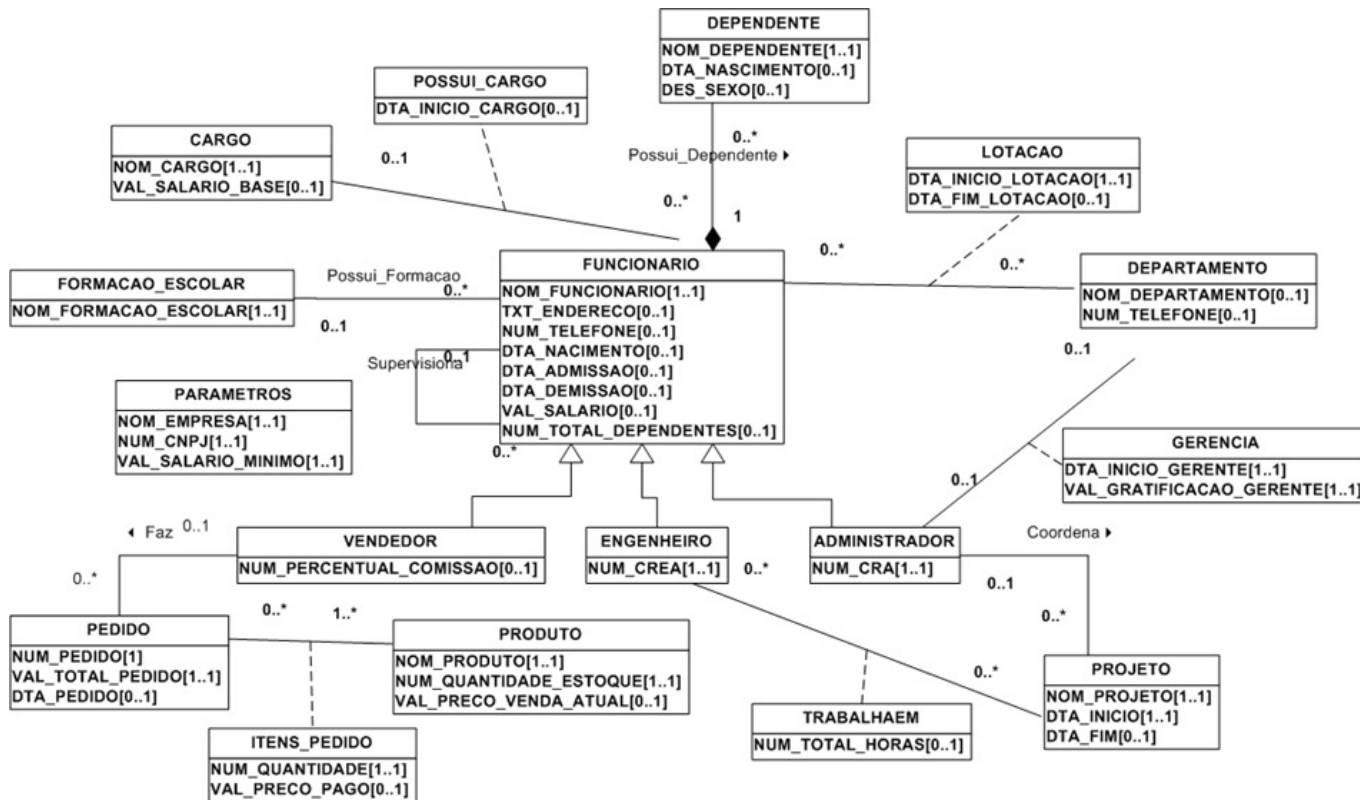 DEPENDENTE
NOM_DEPENDENTE[1..1]
DTA_NASCIMENTO[0..1]
DES_SEXO[0..1]
POSSUI_CARGO
DTA_INICIO_CARGO[0..1]
CARGO
NOM_CARGO[1..1]
VAL_SALARIO_BASE[0..1]
0..1
0..*
Possui_Dependente
0..*
1
LOTACAO
DTA_INICIO_LOTACAO[1..1]
DTA_FIM_LOTACAO[0..1]
0..*
0..*
DEPARTAMENTO
NOM_DEPARTAMENTO[0..1]
NUM_TELEFONE[0..1]
FORMACAO_ESCOLAR
NOM_FORMACAO_ESCOLAR[1..1]
Possui_Formacao
0..*
0..1
FUNCIONARIO
NOM_FUNCIONARIO[1..1]
TXT_ENDERECO[0..1]
NUM_TELEFONE[0..1]
DTA_NACIMENTO[0..1]
DTA_ADMISSAO[0..1]
DTA_DEMISSAO[0..1]
VAL_SALARIO[0..1]
NUM_TOTAL_DEPENDENTES[0..1]
Supervisiona
0..1
0..*
PARAMETROS
NOM_EMPRESA[1..1]
NUM_CNPJ[1..1]
VAL_SALARIO_MINIMO[1..1]
0..1
GERENCIA
DTA_INICIO_GERENTE[1..1]
VAL_GRATIFICACAO_GERENTE[1..1]
0..1
Faz
0..1
0..*
VENDEDOR
NUM_PERCENTUAL_COMISSAO[0..1]
ENGENHEIRO
NUM_CREA[1..1]
0..*
ADMINISTRADOR
NUM_CRA[1..1]
Coordena
0..1
0..*
PEDIDO
NUM_PEDIDO[1]
VAL_TOTAL_PEDIDO[1..1]
DTA_PEDIDO[0..1]
0..*
1..*
PRODUTO
NOM_PRODUTO[1..1]
NUM_QUANTIDADE_ESTOQUE[1..1]
VAL_PRECO_VENDA_ATUAL[0..1]
0..*
PROJETO
NOM_PROJETO[1..1]
DTA_INICIO[1..1]
DTA_FIM[0..1]
TRABALHAEM
NUM_TOTAL_HORAS[0..1]
ITENS_PEDIDO
NUM_QUANTIDADE[1..1]
VAL_PRECO_PAGO[0..1]